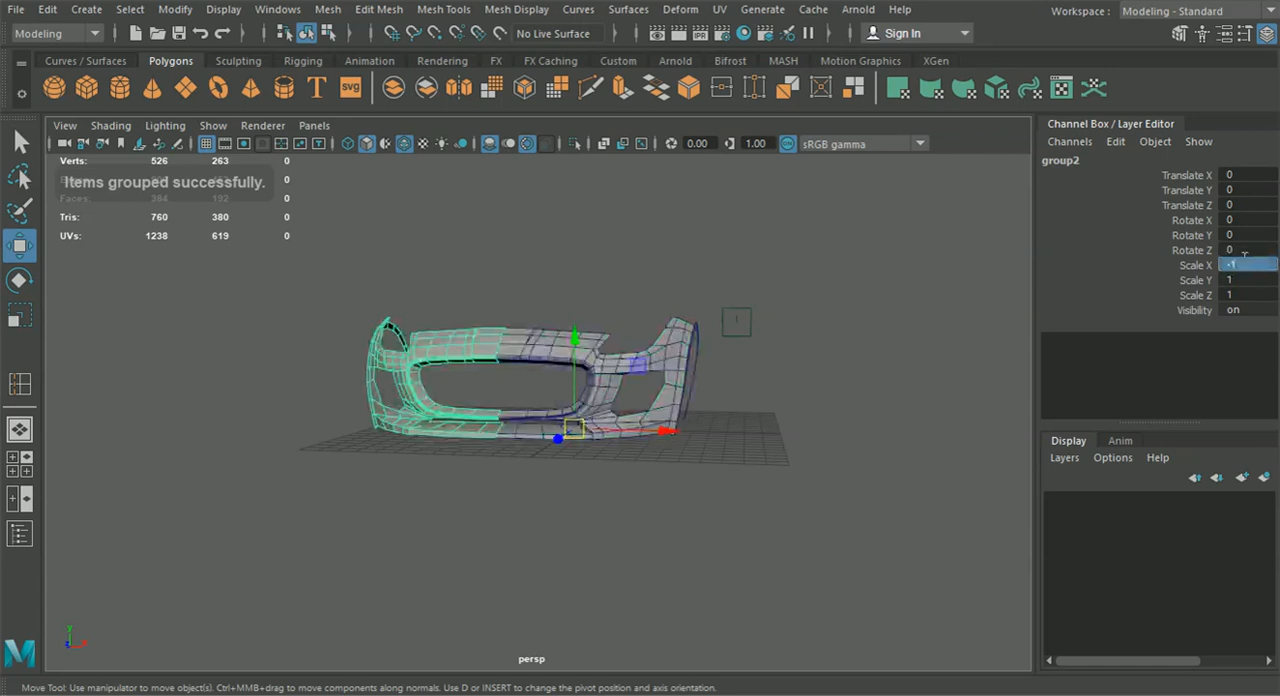 File Edit Create Select Modify Display Windows Mesh Edit Mesh Mesh Tools Mesh Display Curves Surfaces Deform UV Generate Cache Arnold Help Workspace : Modeling - Standard
Modeling No Live Surface Sign In
Curves / Surfaces Polygons Sculpting Rigging Animation Rendering FX FX Caching Custom Arnold Bifrost MASH Motion Graphics XGen
T svg
View Shading Lighting Show Renderer Panels
0.00 1.00 sRGB gamma
Verts: 526 263 0
Items grouped successfully. 0
Faces: 384 192 0
Tris: 760 380 0
UVs: 1238 619 0
persp
Channel Box / Layer Editor
Channels Edit Object Show
group2
Translate X 0
Translate Y 0
Translate Z 0
Rotate X 0
Rotate Y 0
Rotate Z 0
Scale X -1
Scale Y 1
Scale Z 1
Visibility on
Display Anim
Layers Options Help
Move Tool: Use manipulator to move object(s). Ctrl+MMB+drag to move components along normals. Use D or INSERT to change the pivot position and axis orientation.